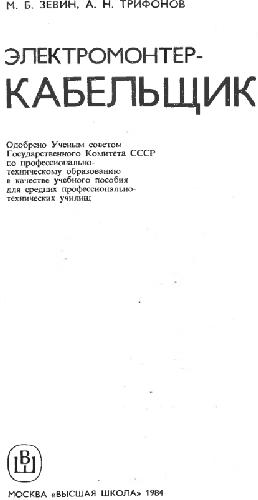 М. Б. ЗЕВИН, А. Н. ТРИФОНОВ
ЭЛЕКТРОМОНТЕР-
КАБЕЛЬЩИК
Одобрено Ученым советом
Государственного Комитета СССР
по профессионально-
техническому образованию
в качестве учебного пособия
для средних профессионально-
технических училищ
ВШ
МОСКВА «ВЫСШАЯ ШКОЛА» 1984